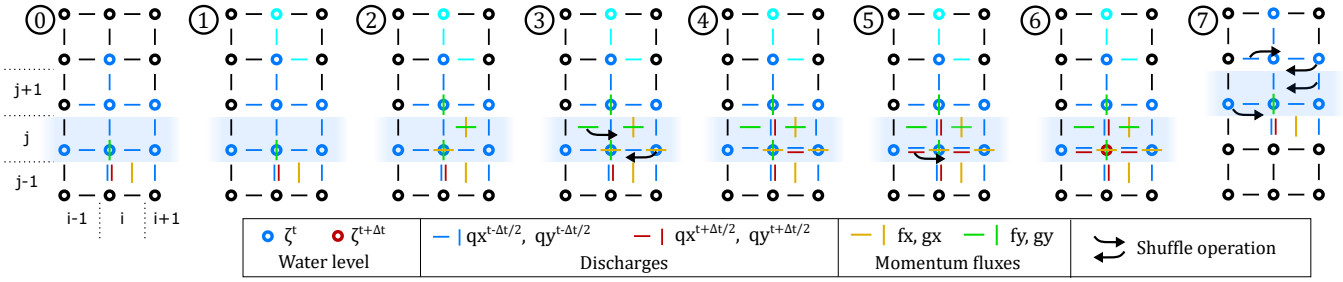 0 1 2 3 4 5 6 7
j+1
j
j-1
i-1 i i+1
ζ^t ζ^{t+Δt} qx^{t-Δt/2}, qy^{t-Δt/2} qx^{t+Δt/2}, qy^{t+Δt/2} fx, gx fy, gy Shuffle operation
Water level Discharges Momentum fluxes